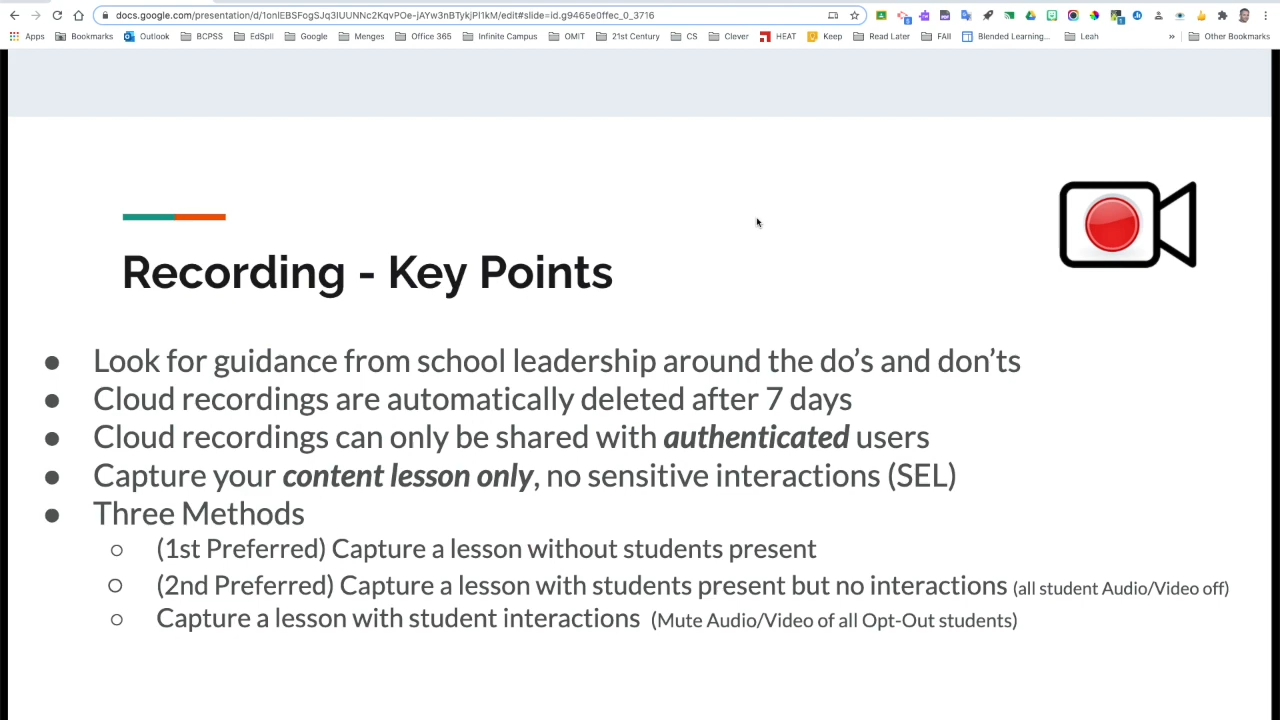 docs.google.com/presentation/d/1onlEBSFogSJq3IUUNNc2KqvPOe-jAYw3nBTykjPl1kM/edit#slide=id.g9465e0ffec_0_3716
Apps Bookmarks Outlook BCPSS EdSpll Google Menges Office 365 Infinite Campus OMIT 21st Century CS Clever HEAT Keep Read Later FAll Blended Learning... Leah » Other Bookmarks
Recording - Key Points
● Look for guidance from school leadership around the do’s and don’ts
● Cloud recordings are automatically deleted after 7 days
● Cloud recordings can only be shared with authenticated users
● Capture your content lesson only, no sensitive interactions (SEL)
● Three Methods
○ (1st Preferred) Capture a lesson without students present
○ (2nd Preferred) Capture a lesson with students present but no interactions (all student Audio/Video off)
○ Capture a lesson with student interactions (Mute Audio/Video of all Opt-Out students)